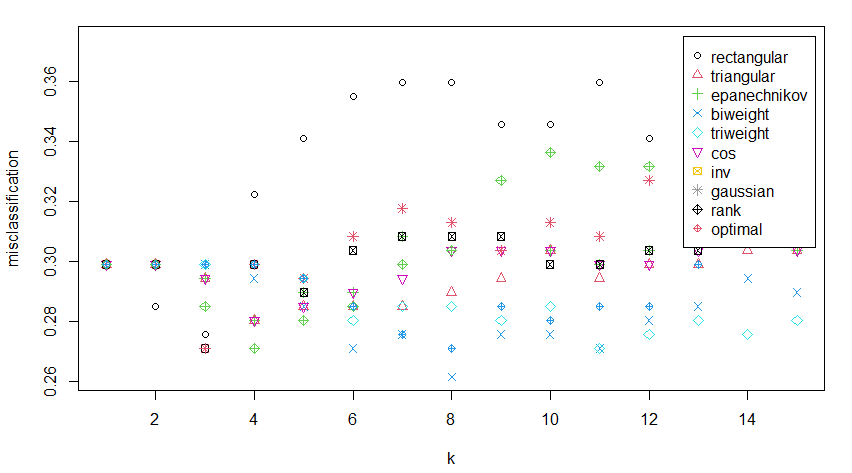 misclassification
0.36
0.34
0.32
0.30
0.28
0.26
rectangular
triangular
epanechnikov
biweight
triweight
cos
inv
gaussian
rank
optimal
2 4 6 8 10 12 14
k